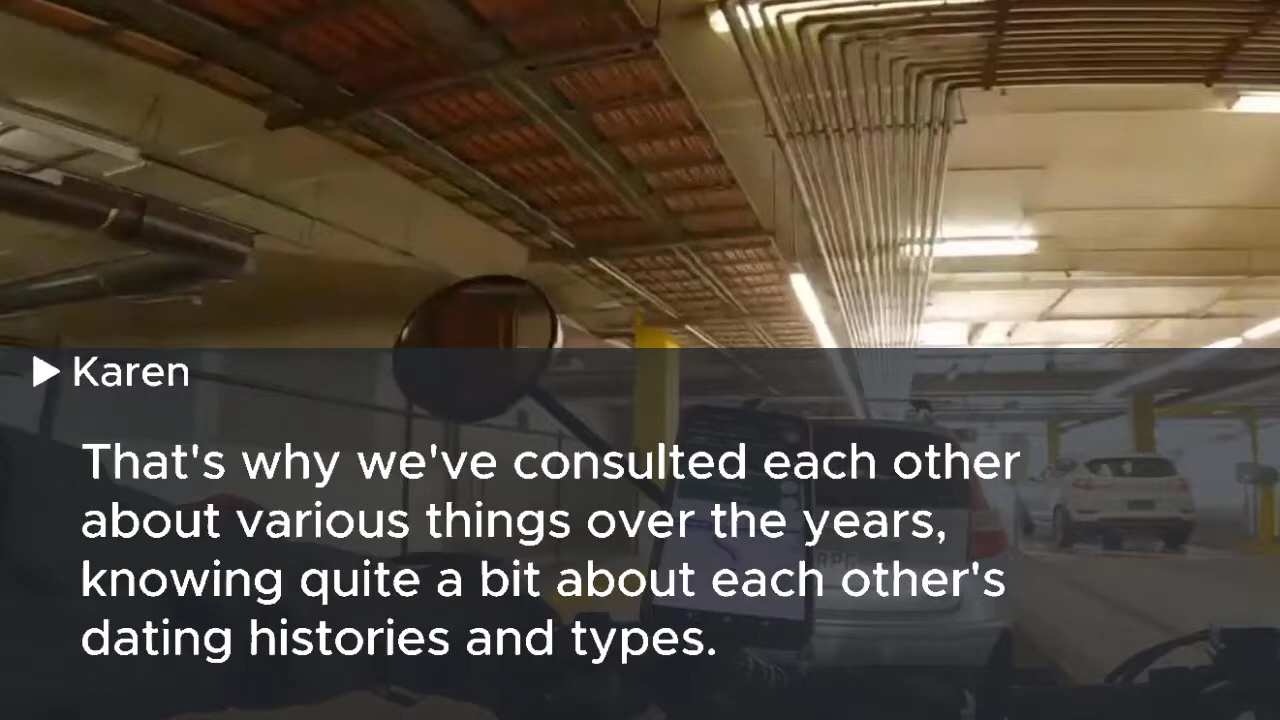 ▶ Karen
That's why we've consulted each other
about various things over the years,
knowing quite a bit about each other's
dating histories and types.